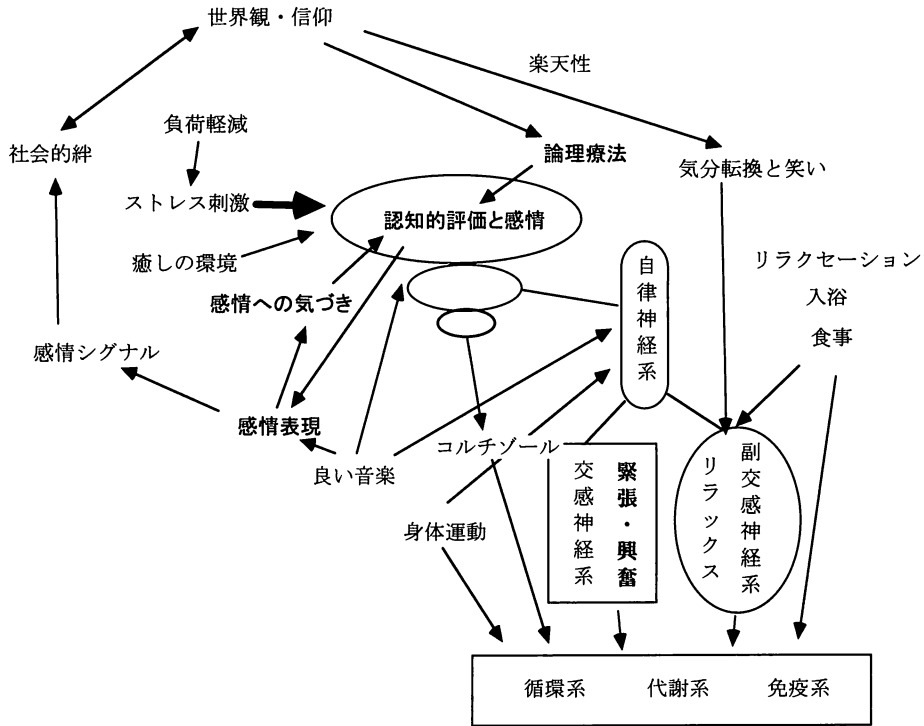 世界観・信仰
楽天性
負荷軽減
社会的絆
論理療法
気分転換と笑い
ストレス刺激
認知的評価と感情
癒しの環境
自律神経系
リラクセーション
入浴
食事
感情への気づき
感情シグナル
感情表現
良い音楽
コルチゾール
緊張・興奮
交感神経系
副交感神経系
リラックス
身体運動
循環系 代謝系 免疫系